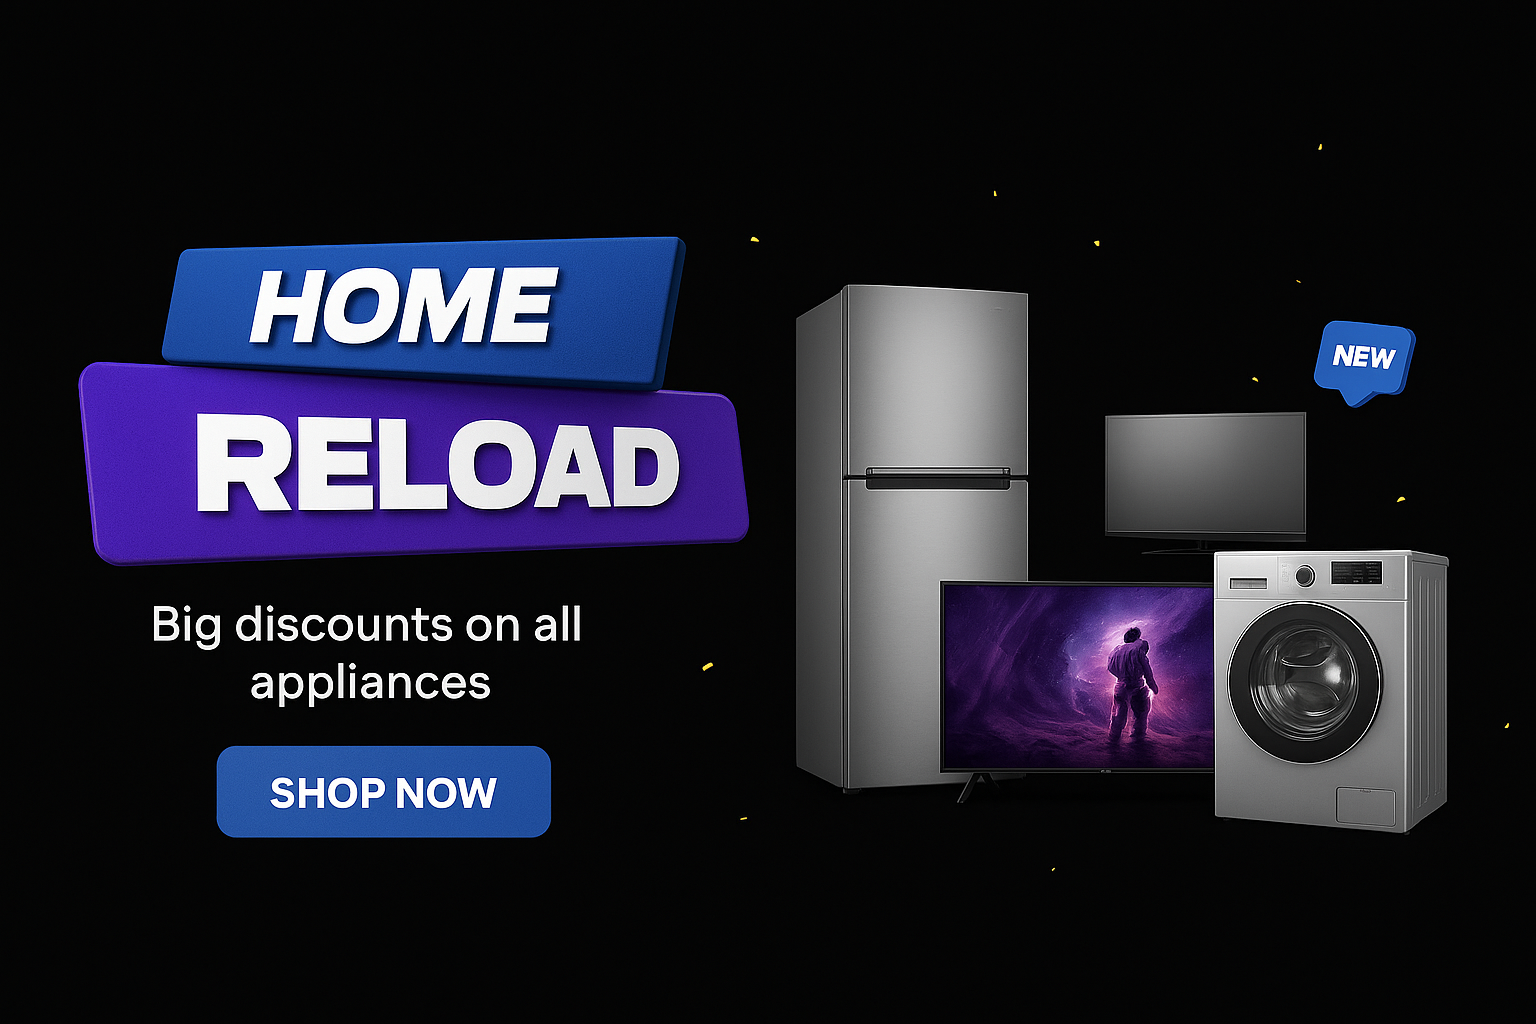 HOME
RELOAD
Big discounts on all
appliances
SHOP NOW
NEW